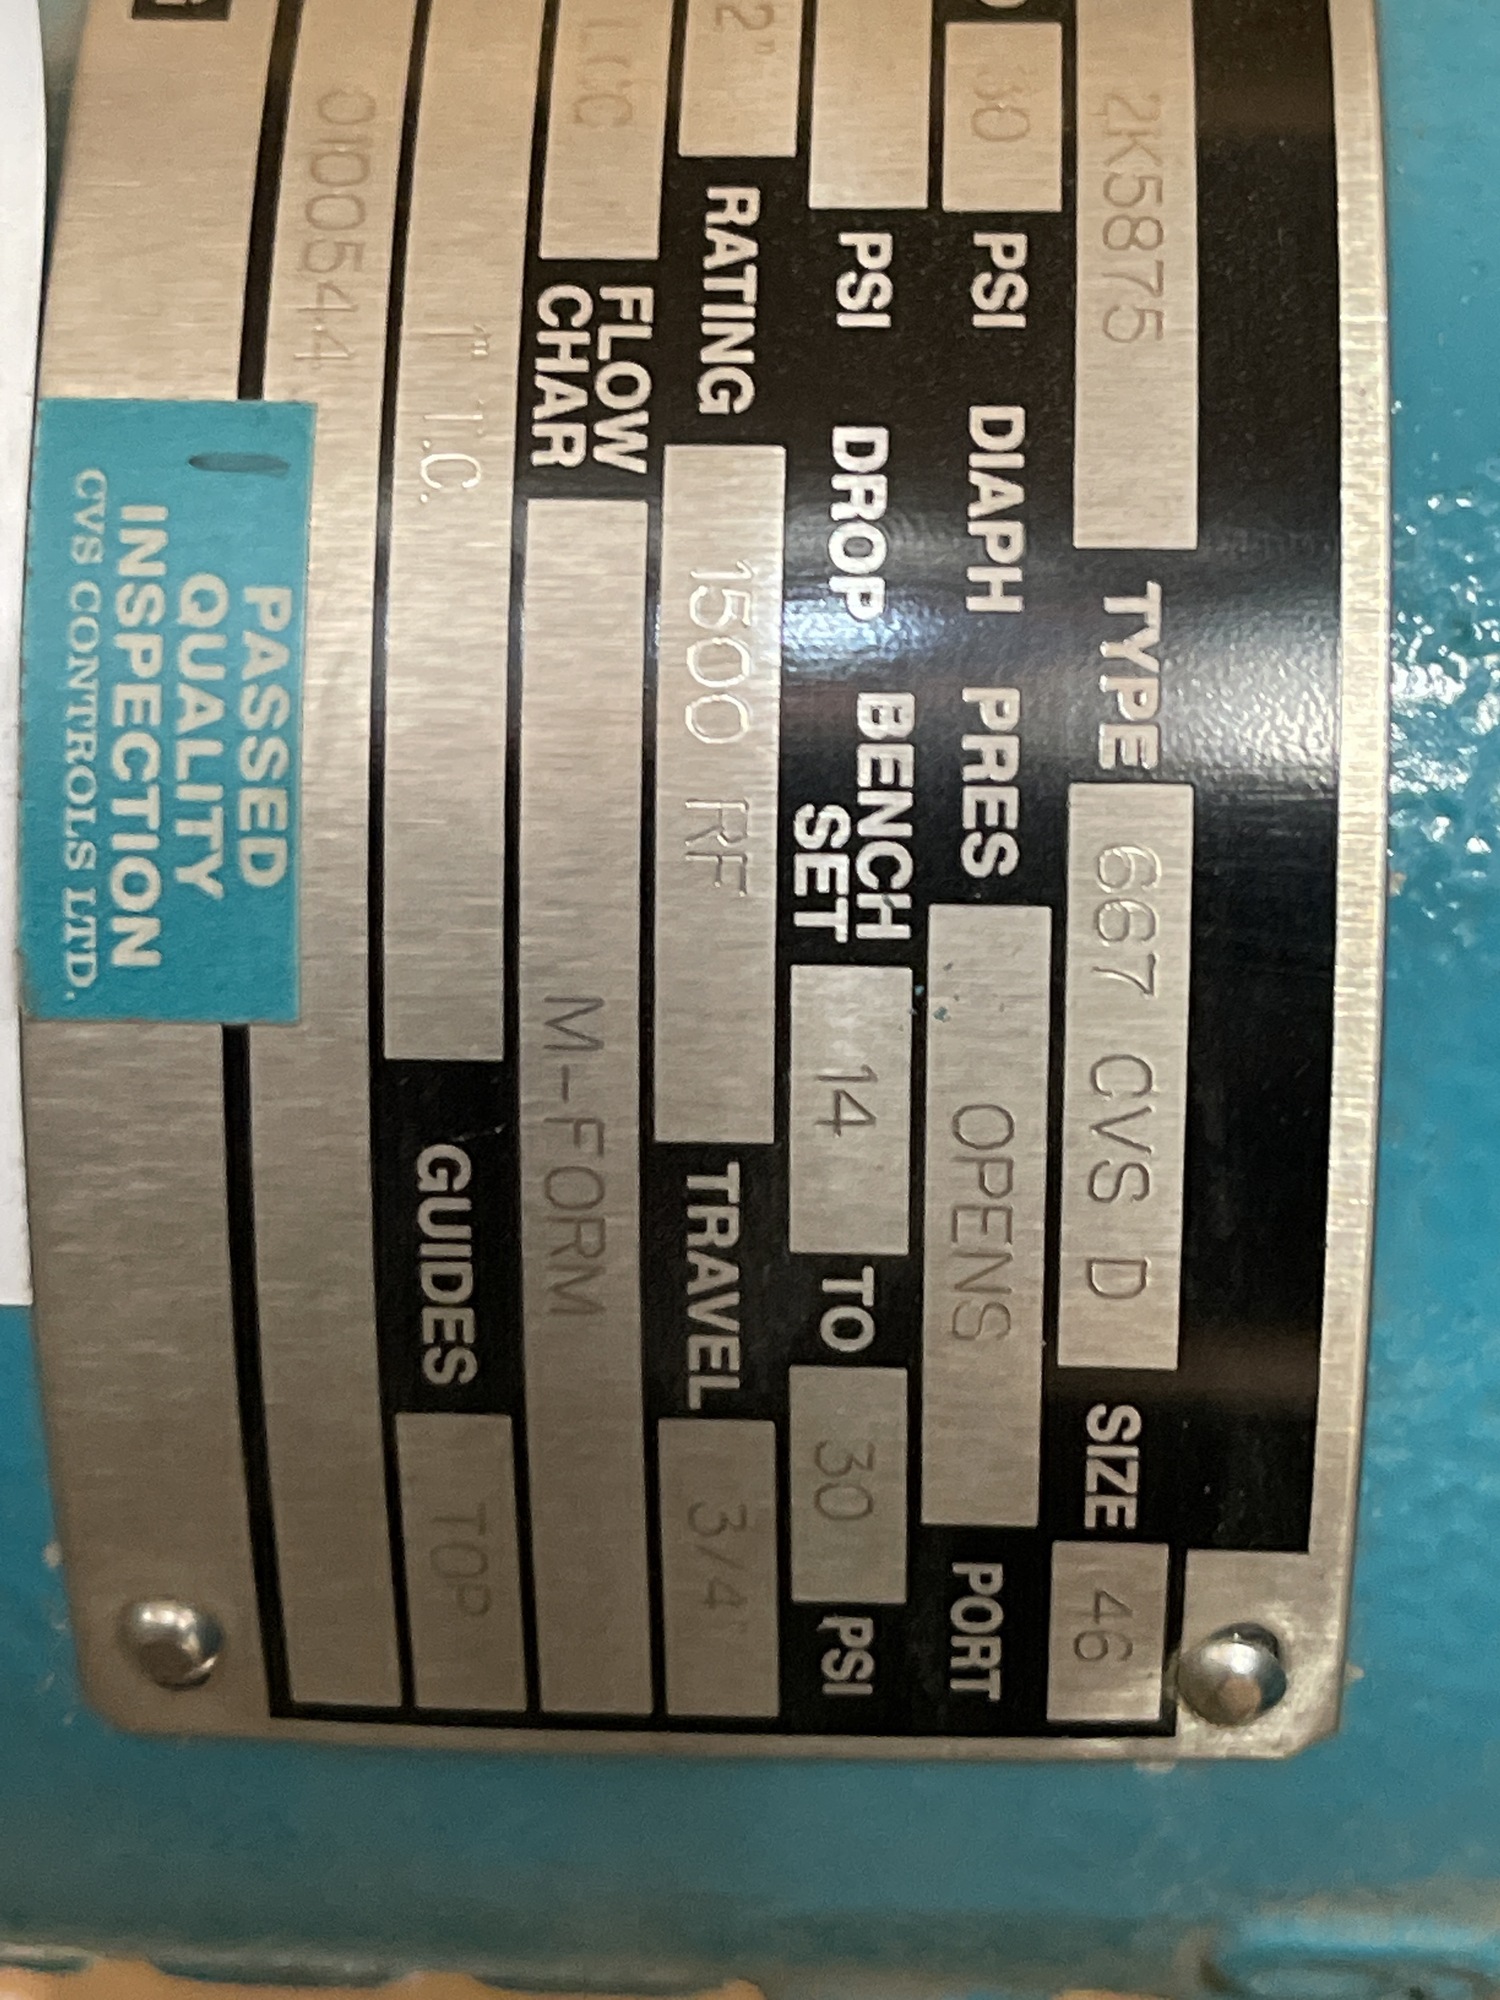 2K5875 TYPE 667 CVS D SIZE 46
30 PSI DIAPH PRES OPENS PORT
PSI DROP BENCH SET 14 TO 30 PSI
2" RATING 1500 RF TRAVEL 3/4"
LCC FLOW CHAR M-FORM
1" T.C. GUIDES TOP
0100544
PASSED
QUALITY
INSPECTION
CVS CONTROLS LTD.